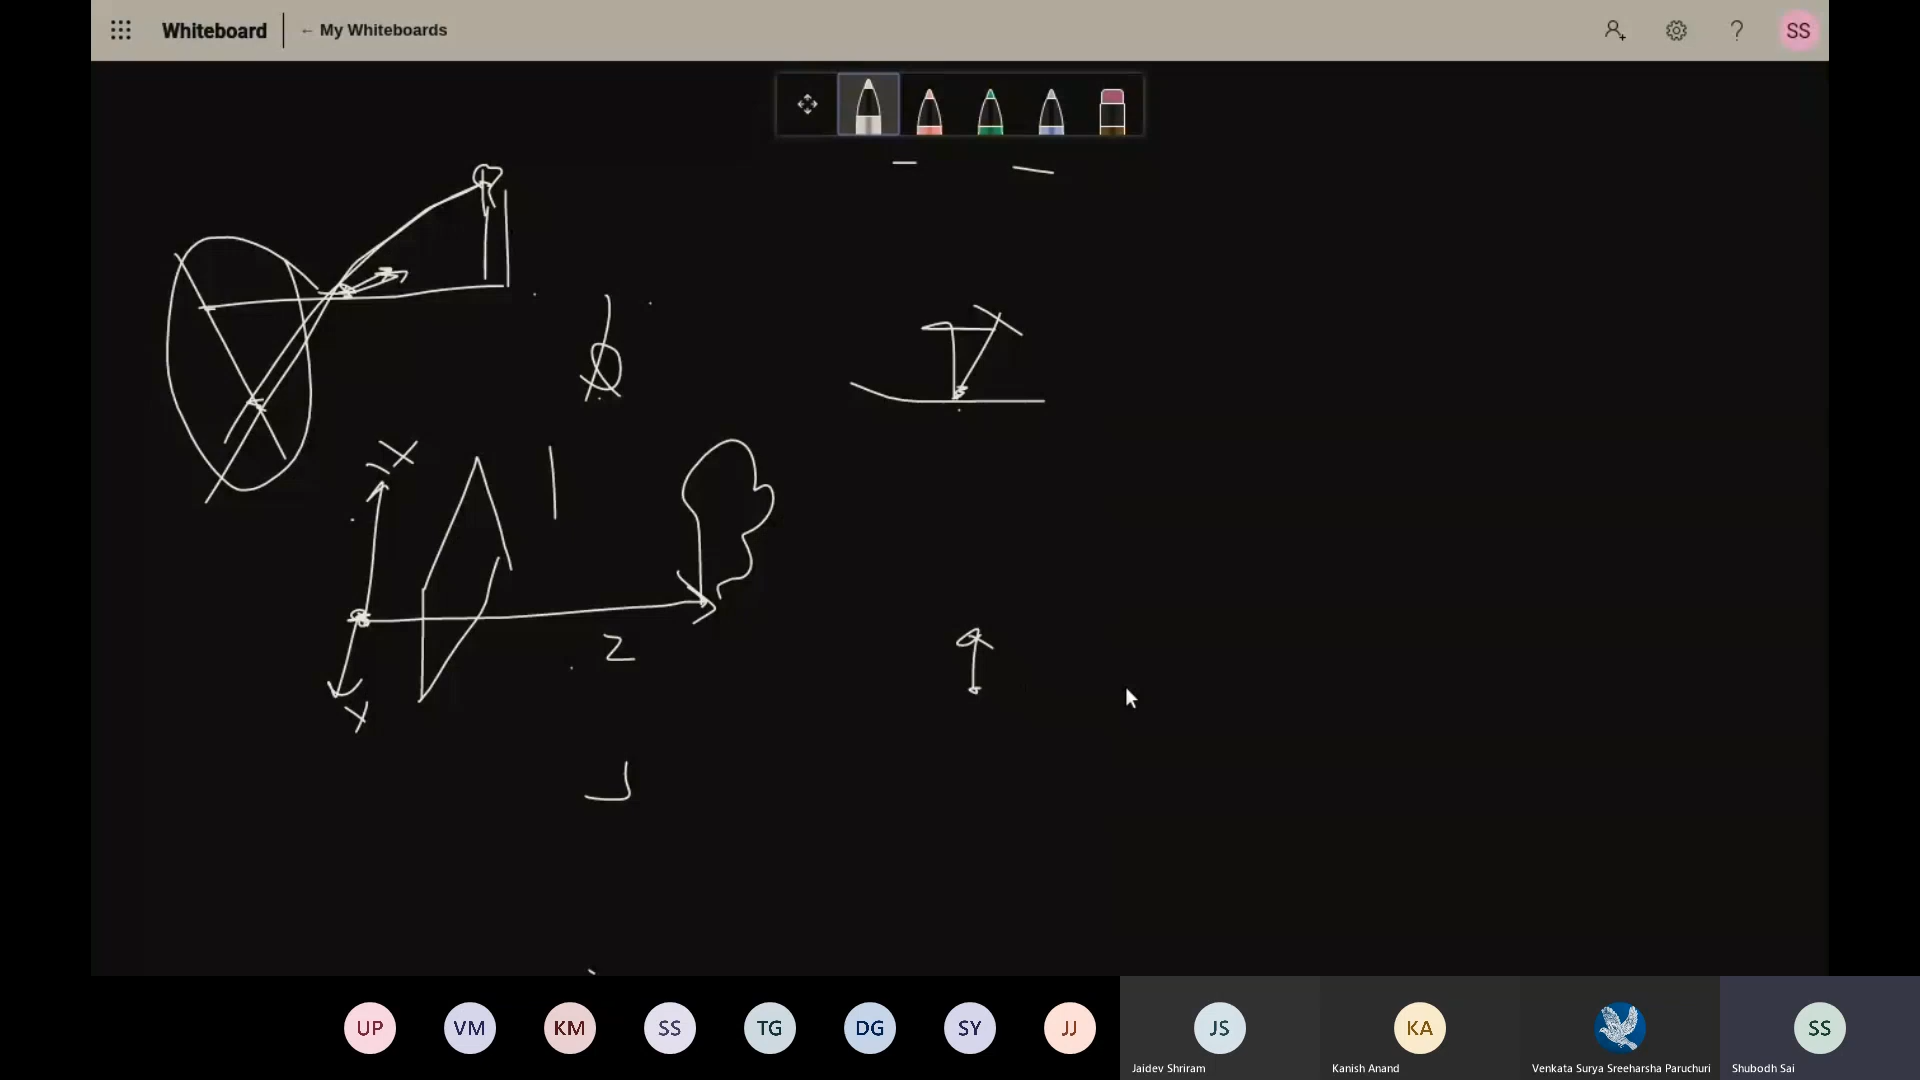 Whiteboard ← My Whiteboards ? SS
X
Z
Y
UP VM KM SS TG DG SY JJ JS KA SS
Jaidev Shriram Kanish Anand Venkata Surya Sreeharsha Paruchuri Shubodh Sai